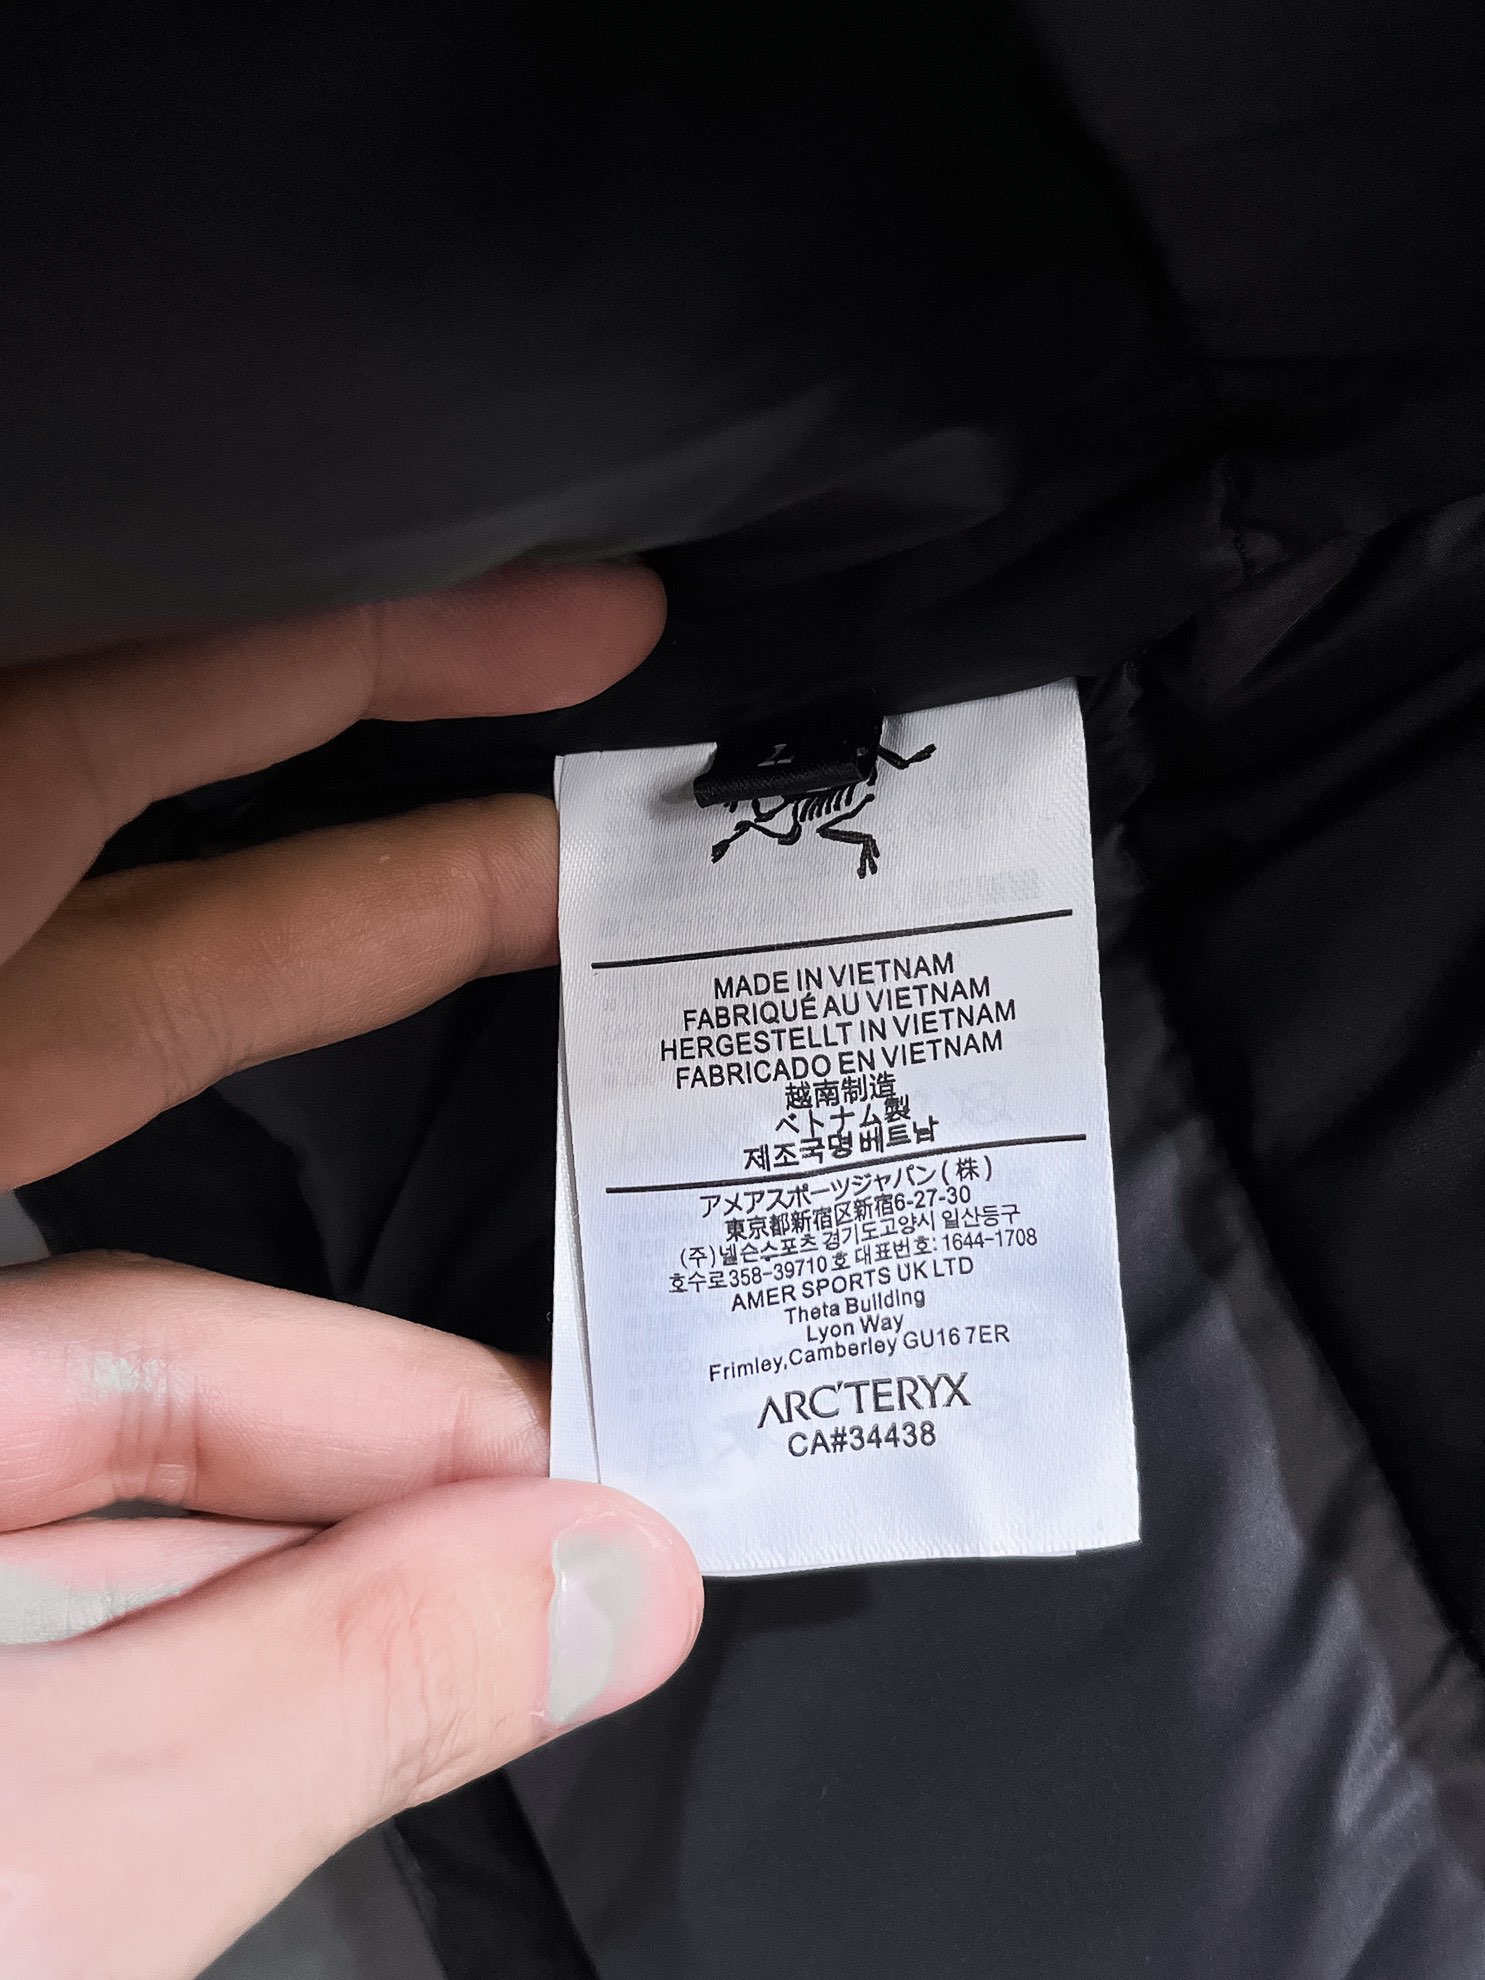 MADE IN VIETNAM
FABRIQUÉ AU VIETNAM
HERGESTELLT IN VIETNAM
FABRICADO EN VIETNAM
越南制造
ベトナム製
제조국명 베트남
アメアスポーツジャパン(株)
東京都新宿区新宿6-27-30
(주)넬슨스포츠 경기도고양시 일산동구
호수로358-39710호 대표번호: 1644-1708
AMER SPORTS UK LTD
Theta Building
Lyon Way
Frimley,Camberley GU16 7ER
ARC'TERYX
CA#34438